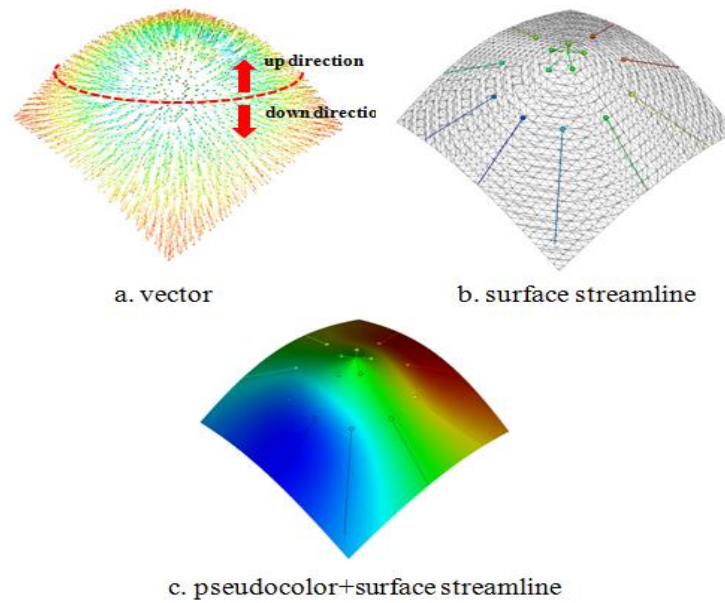 up direction
down directio
a. vector
b. surface streamline
c. pseudocolor+surface streamline